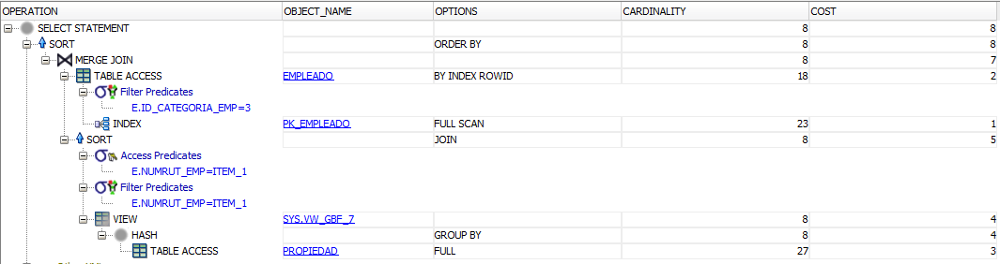 OPERATION OBJECT_NAME OPTIONS CARDINALITY COST
SELECT STATEMENT 8 8
SORT ORDER BY 8 8
MERGE JOIN 8 7
TABLE ACCESS EMPLEADO BY INDEX ROWID 18 2
Filter Predicates
E.ID_CATEGORIA_EMP=3
INDEX PK_EMPLEADO FULL SCAN 23 1
SORT JOIN 8 5
Access Predicates
E.NUMRUT_EMP=ITEM_1
Filter Predicates
E.NUMRUT_EMP=ITEM_1
VIEW SYS.VW_GBF_7 8 4
HASH GROUP BY 8 4
TABLE ACCESS PROPIEDAD FULL 27 3